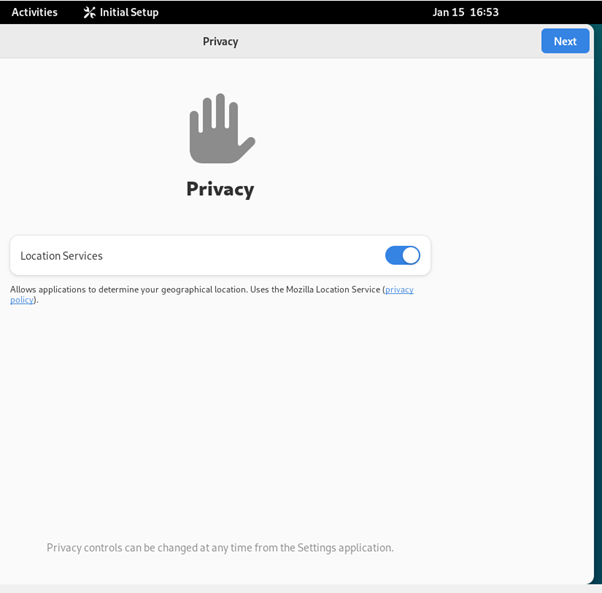 Activities Initial Setup Jan 15 16:53
Privacy Next
Privacy
Location Services
Allows applications to determine your geographical location. Uses the Mozilla Location Service (privacy
policy).
Privacy controls can be changed at any time from the Settings application.